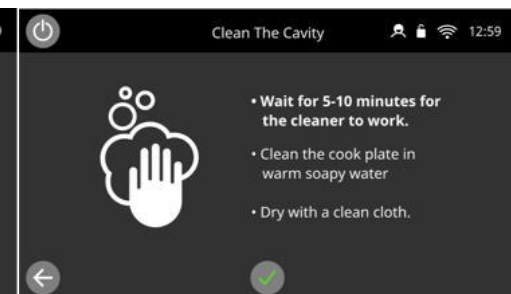 Clean The Cavity
12:59
• Wait for 5-10 minutes for
the cleaner to work.
• Clean the cook plate in
warm soapy water
• Dry with a clean cloth.